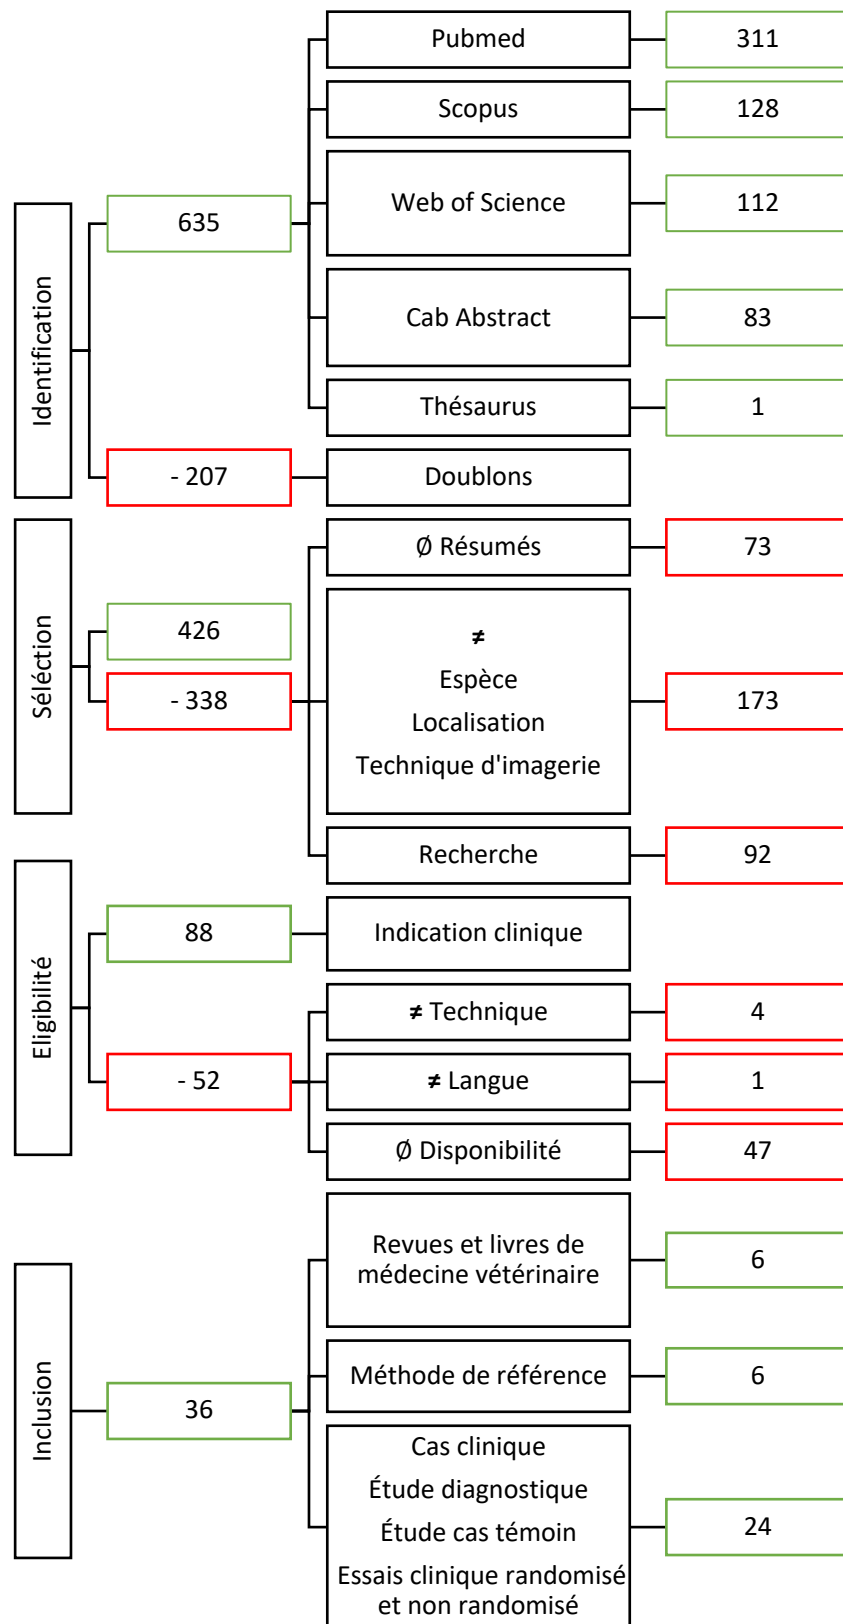 Identification
635
Pubmed
311
Scopus
128
Web of Science
112
Cab Abstract
83
Thésaurus
1
- 207
Doublons
Séléction
426
- 338
Ø Résumés
73
≠
Espèce
Localisation
Technique d'imagerie
173
Recherche
92
Eligibilité
88
Indication clinique
- 52
≠ Technique
4
≠ Langue
1
Ø Disponibilité
47
Inclusion
36
Revues et livres de
médecine vétérinaire
6
Méthode de référence
6
Cas clinique
Étude diagnostique
Étude cas témoin
Essais clinique randomisé
et non randomisé
24